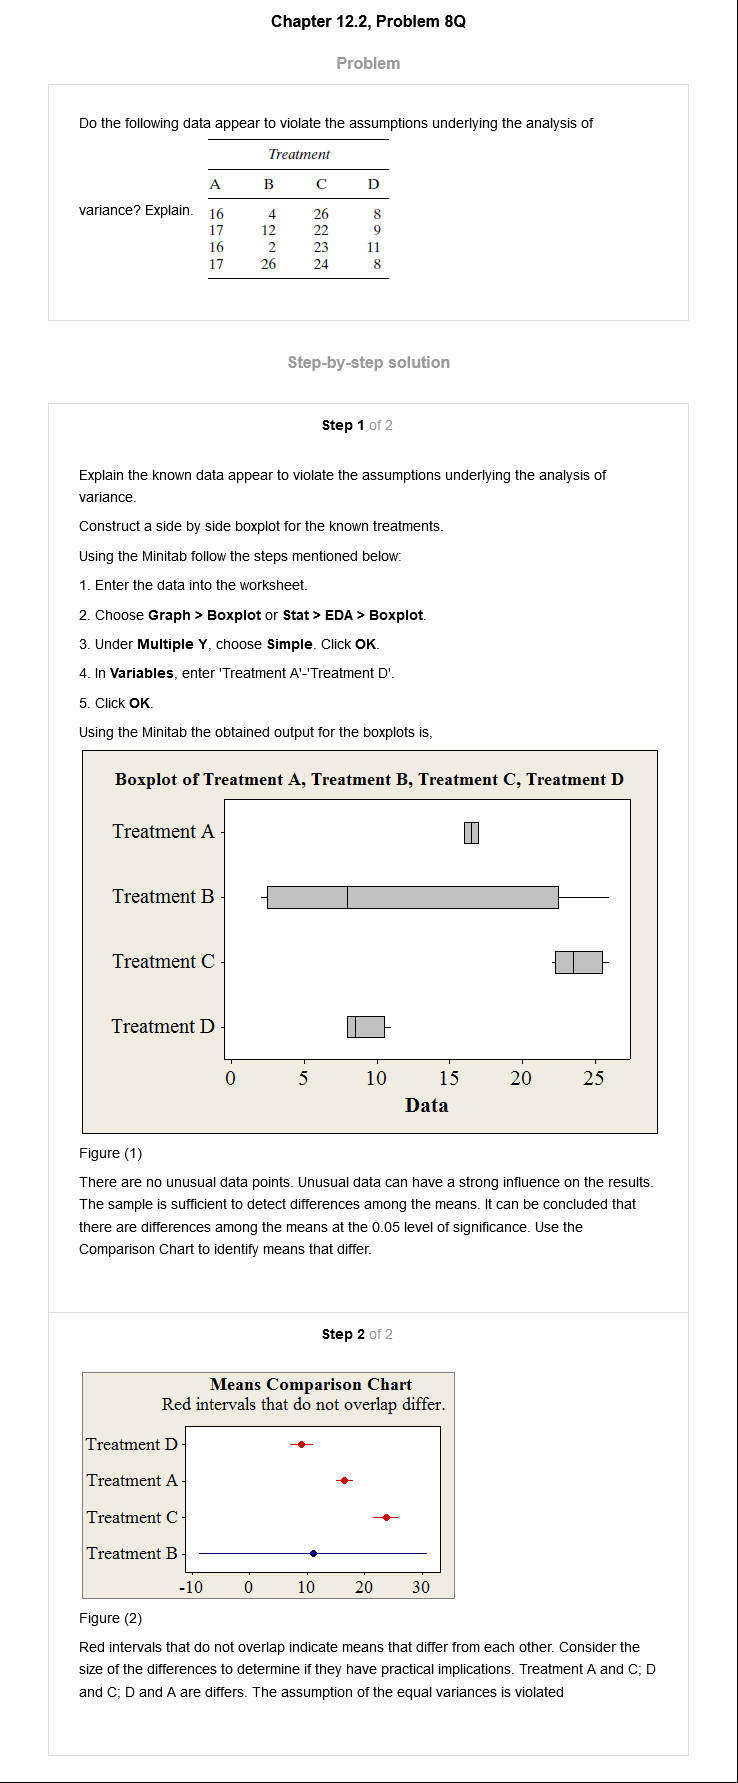 Chapter 12.2, Problem 8Q
Problem
Do the following data appear to violate the assumptions underlying the analysis of
Treatment
A B C D
variance? Explain.
16 4 26 8
17 12 22 9
16 2 23 11
17 26 24 8
Step-by-step solution
Step 1 of 2
Explain the known data appear to violate the assumptions underlying the analysis of
variance.
Construct a side by side boxplot for the known treatments.
Using the Minitab follow the steps mentioned below:
1. Enter the data into the worksheet.
2. Choose Graph > Boxplot or Stat > EDA > Boxplot.
3. Under Multiple Y, choose Simple. Click OK.
4. In Variables, enter 'Treatment A'-'Treatment D'.
5. Click OK.
Using the Minitab the obtained output for the boxplots is,
Boxplot of Treatment A, Treatment B, Treatment C, Treatment D
Treatment A
Treatment B
Treatment C
Treatment D
0 5 10 15 20 25
Data
Figure (1)
There are no unusual data points. Unusual data can have a strong influence on the results.
The sample is sufficient to detect differences among the means. It can be concluded that
there are differences among the means at the 0.05 level of significance. Use the
Comparison Chart to identify means that differ.
Step 2 of 2
Means Comparison Chart
Red intervals that do not overlap differ.
Treatment D
Treatment A
Treatment C
Treatment B
-10 0 10 20 30
Figure (2)
Red intervals that do not overlap indicate means that differ from each other. Consider the
size of the differences to determine if they have practical implications. Treatment A and C; D
and C; D and A are differs. The assumption of the equal variances is violated